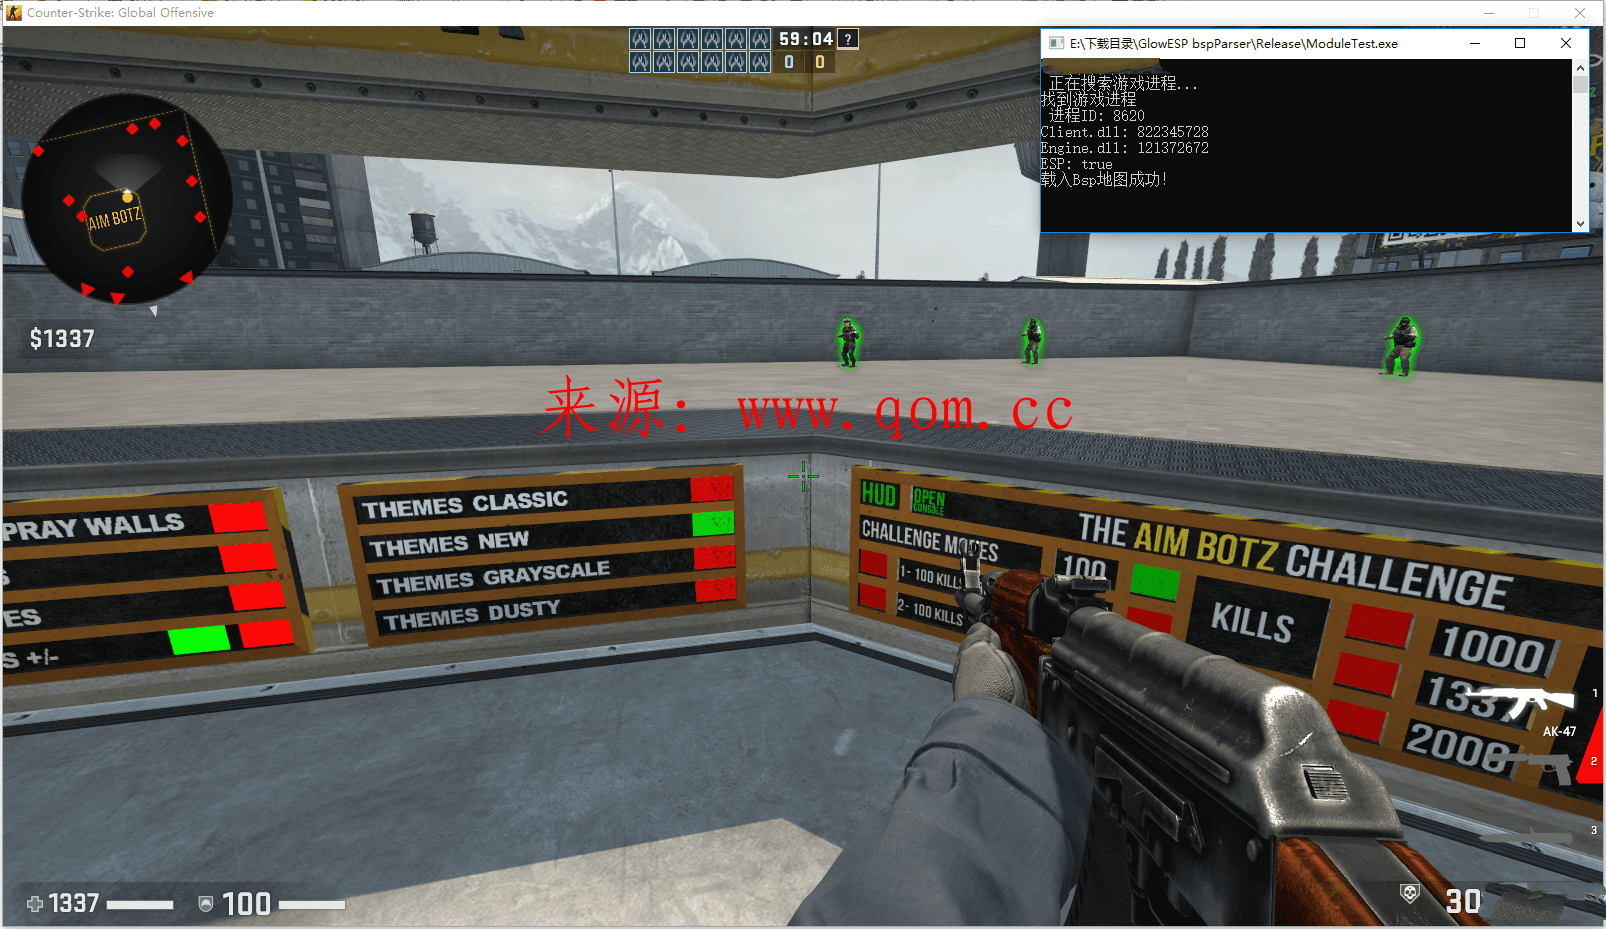 Counter-Strike: Global Offensive
59:04 ?
0 0
E:\下载目录\GlowESP bspParser\Release\ModuleTest.exe
正在搜索游戏进程...
找到游戏进程
进程ID: 8620
Client.dll: 822345728
Engine.dll: 121372672
ESP: true
载入Bsp地图成功!
AIM BOTZ
$1337
来源: www.qom.cc
PRAY WALLS
S
ES
S +/-
THEMES CLASSIC
THEMES NEW
THEMES GRAYSCALE
THEMES DUSTY
HUD OPEN CONSOLE
CHALLENGE MODES
1- 100 KILLS
2- 100 KILLS
THE AIM BOTZ CHALLENGE
100
KILLS
1000
1337
2000
1
AK-47
2
3
1337
100
30